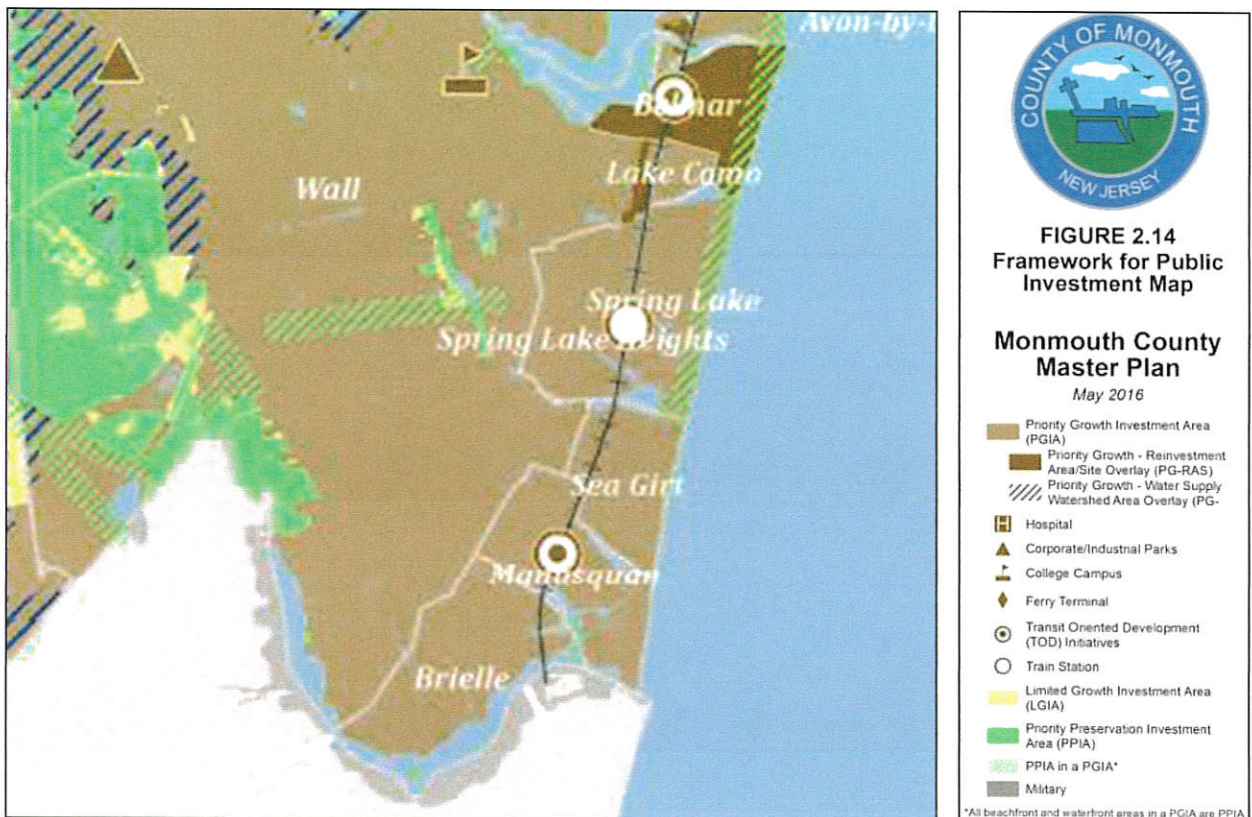 Avon-by-
Belmar
Lake Como
Wall
Spring Lake
Spring Lake Heights
Sea Girt
Manasquan
Brielle
COUNTY OF MONMOUTH
NEW JERSEY
FIGURE 2.14
Framework for Public
Investment Map
Monmouth County
Master Plan
May 2016
Priority Growth Investment Area
(PGIA)
Priority Growth - Reinvestment
Area/Site Overlay (PG-RAS)
Priority Growth - Water Supply
Watershed Area Overlay (PG-
H
Hospital
Corporate/Industrial Parks
College Campus
Ferry Terminal
Transit Oriented Development
(TOD) Initiatives
Train Station
Limited Growth Investment Area
(LGIA)
Priority Preservation Investment
Area (PPIA)
PPIA in a PGIA*
Military
*All beachfront and waterfront areas in a PGIA are PPIA